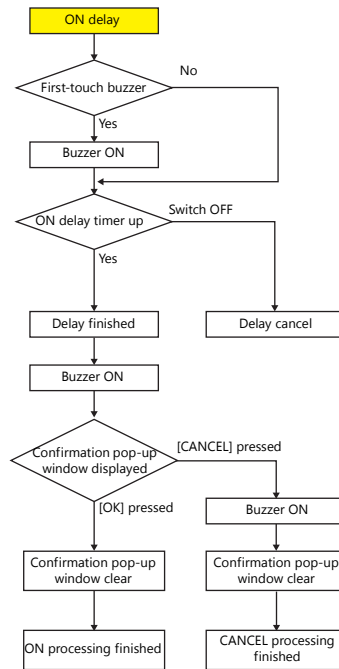 ON delay
No
First-touch buzzer
Yes
Buzzer ON
Switch OFF
ON delay timer up
Yes
Delay finished
Delay cancel
Buzzer ON
[CANCEL] pressed
Confirmation pop-up
window displayed
[OK] pressed
Buzzer ON
Confirmation pop-up
window clear
Confirmation pop-up
window clear
ON processing finished
CANCEL processing
finished